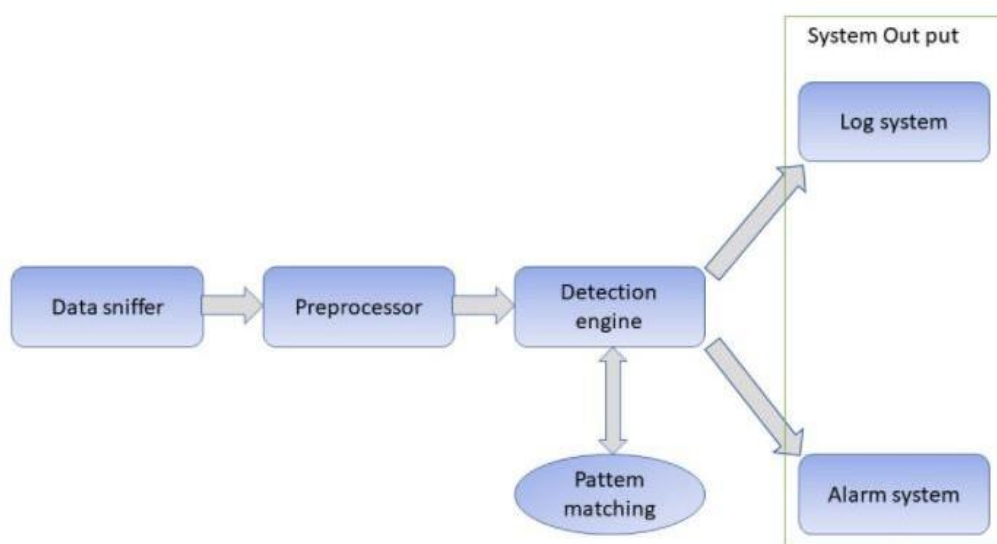 System Out put
Log system
Data sniffer
Preprocessor
Detection
engine
Pattem
matching
Alarm system